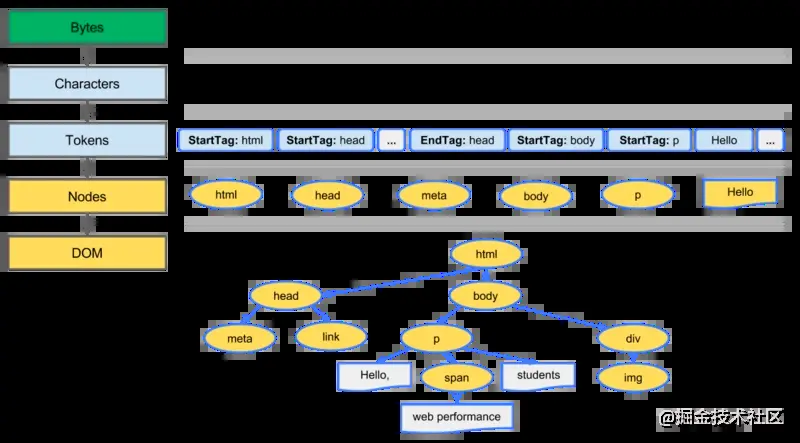 Bytes
Characters
Tokens
StartTag: html StartTag: head ... EndTag: head StartTag: body StartTag: p Hello ...
Nodes
html head meta body p Hello
DOM
html
head body
meta link p div
Hello, span students img
web performance
@掘金技术社区